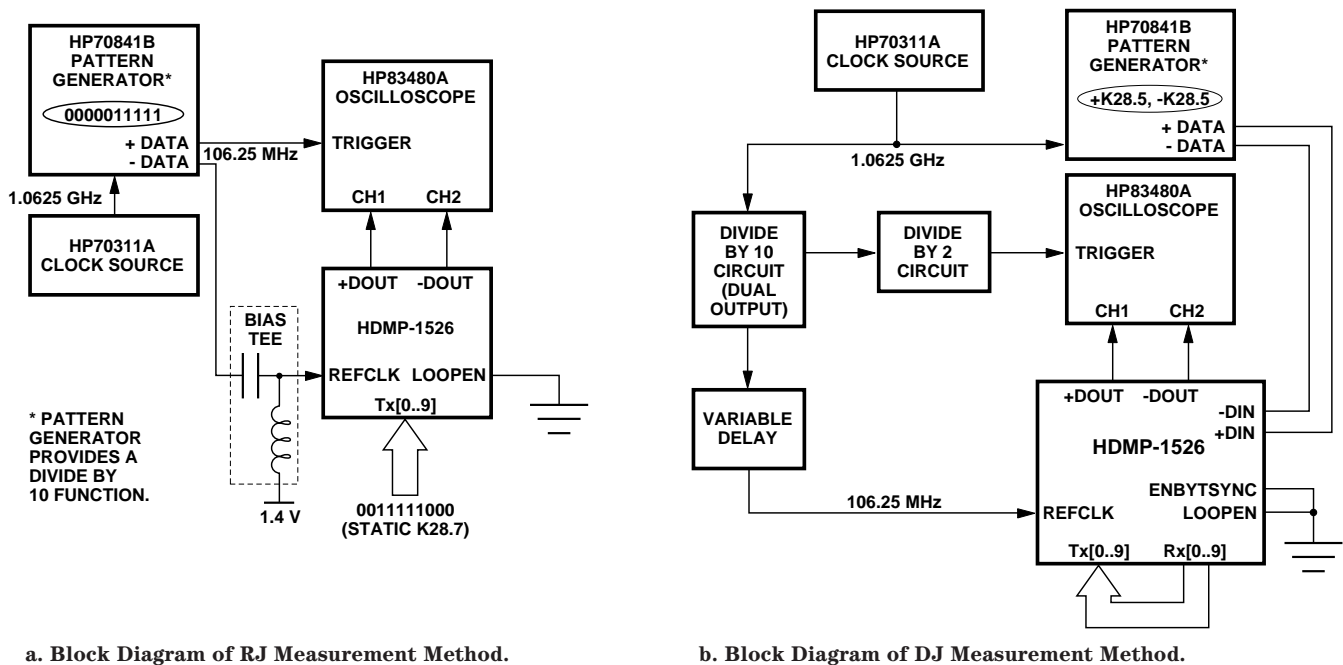 HP70841B
PATTERN
GENERATOR*
0000011111
+ DATA
- DATA
106.25 MHz
1.0625 GHz
HP70311A
CLOCK SOURCE
HP83480A
OSCILLOSCOPE
TRIGGER
CH1 CH2
+DOUT -DOUT
HDMP-1526
REFCLK LOOPEN
Tx[0..9]
BIAS
TEE
1.4 V
0011111000
(STATIC K28.7)
* PATTERN
GENERATOR
PROVIDES A
DIVIDE BY
10 FUNCTION.
a. Block Diagram of RJ Measurement Method.
HP70311A
CLOCK SOURCE
1.0625 GHz
HP70841B
PATTERN
GENERATOR*
+K28.5, -K28.5
+ DATA
- DATA
DIVIDE
BY 10
CIRCUIT
(DUAL
OUTPUT)
DIVIDE
BY 2
CIRCUIT
HP83480A
OSCILLOSCOPE
TRIGGER
CH1 CH2
VARIABLE
DELAY
106.25 MHz
+DOUT -DOUT
-DIN
+DIN
HDMP-1526
ENBYTSYNC
REFCLK LOOPEN
Tx[0..9] Rx[0..9]
b. Block Diagram of DJ Measurement Method.